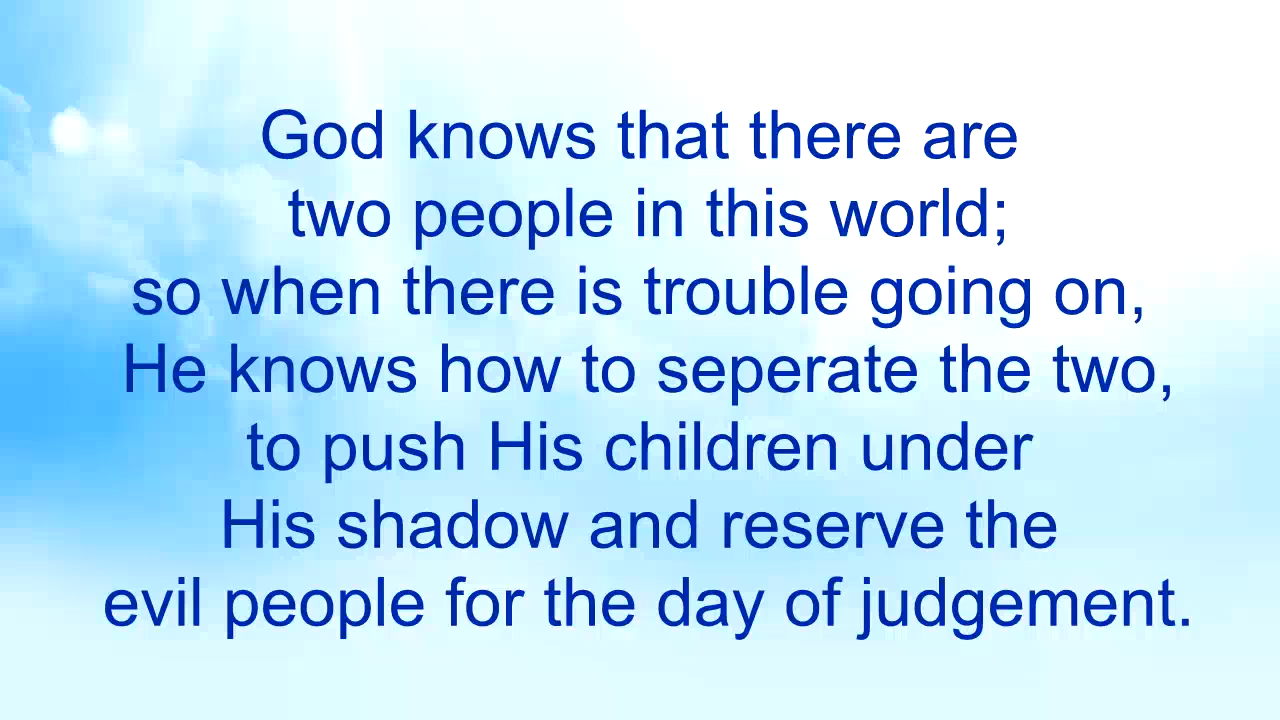 God knows that there are
two people in this world;
so when there is trouble going on,
He knows how to seperate the two,
to push His children under
His shadow and reserve the
evil people for the day of judgement.